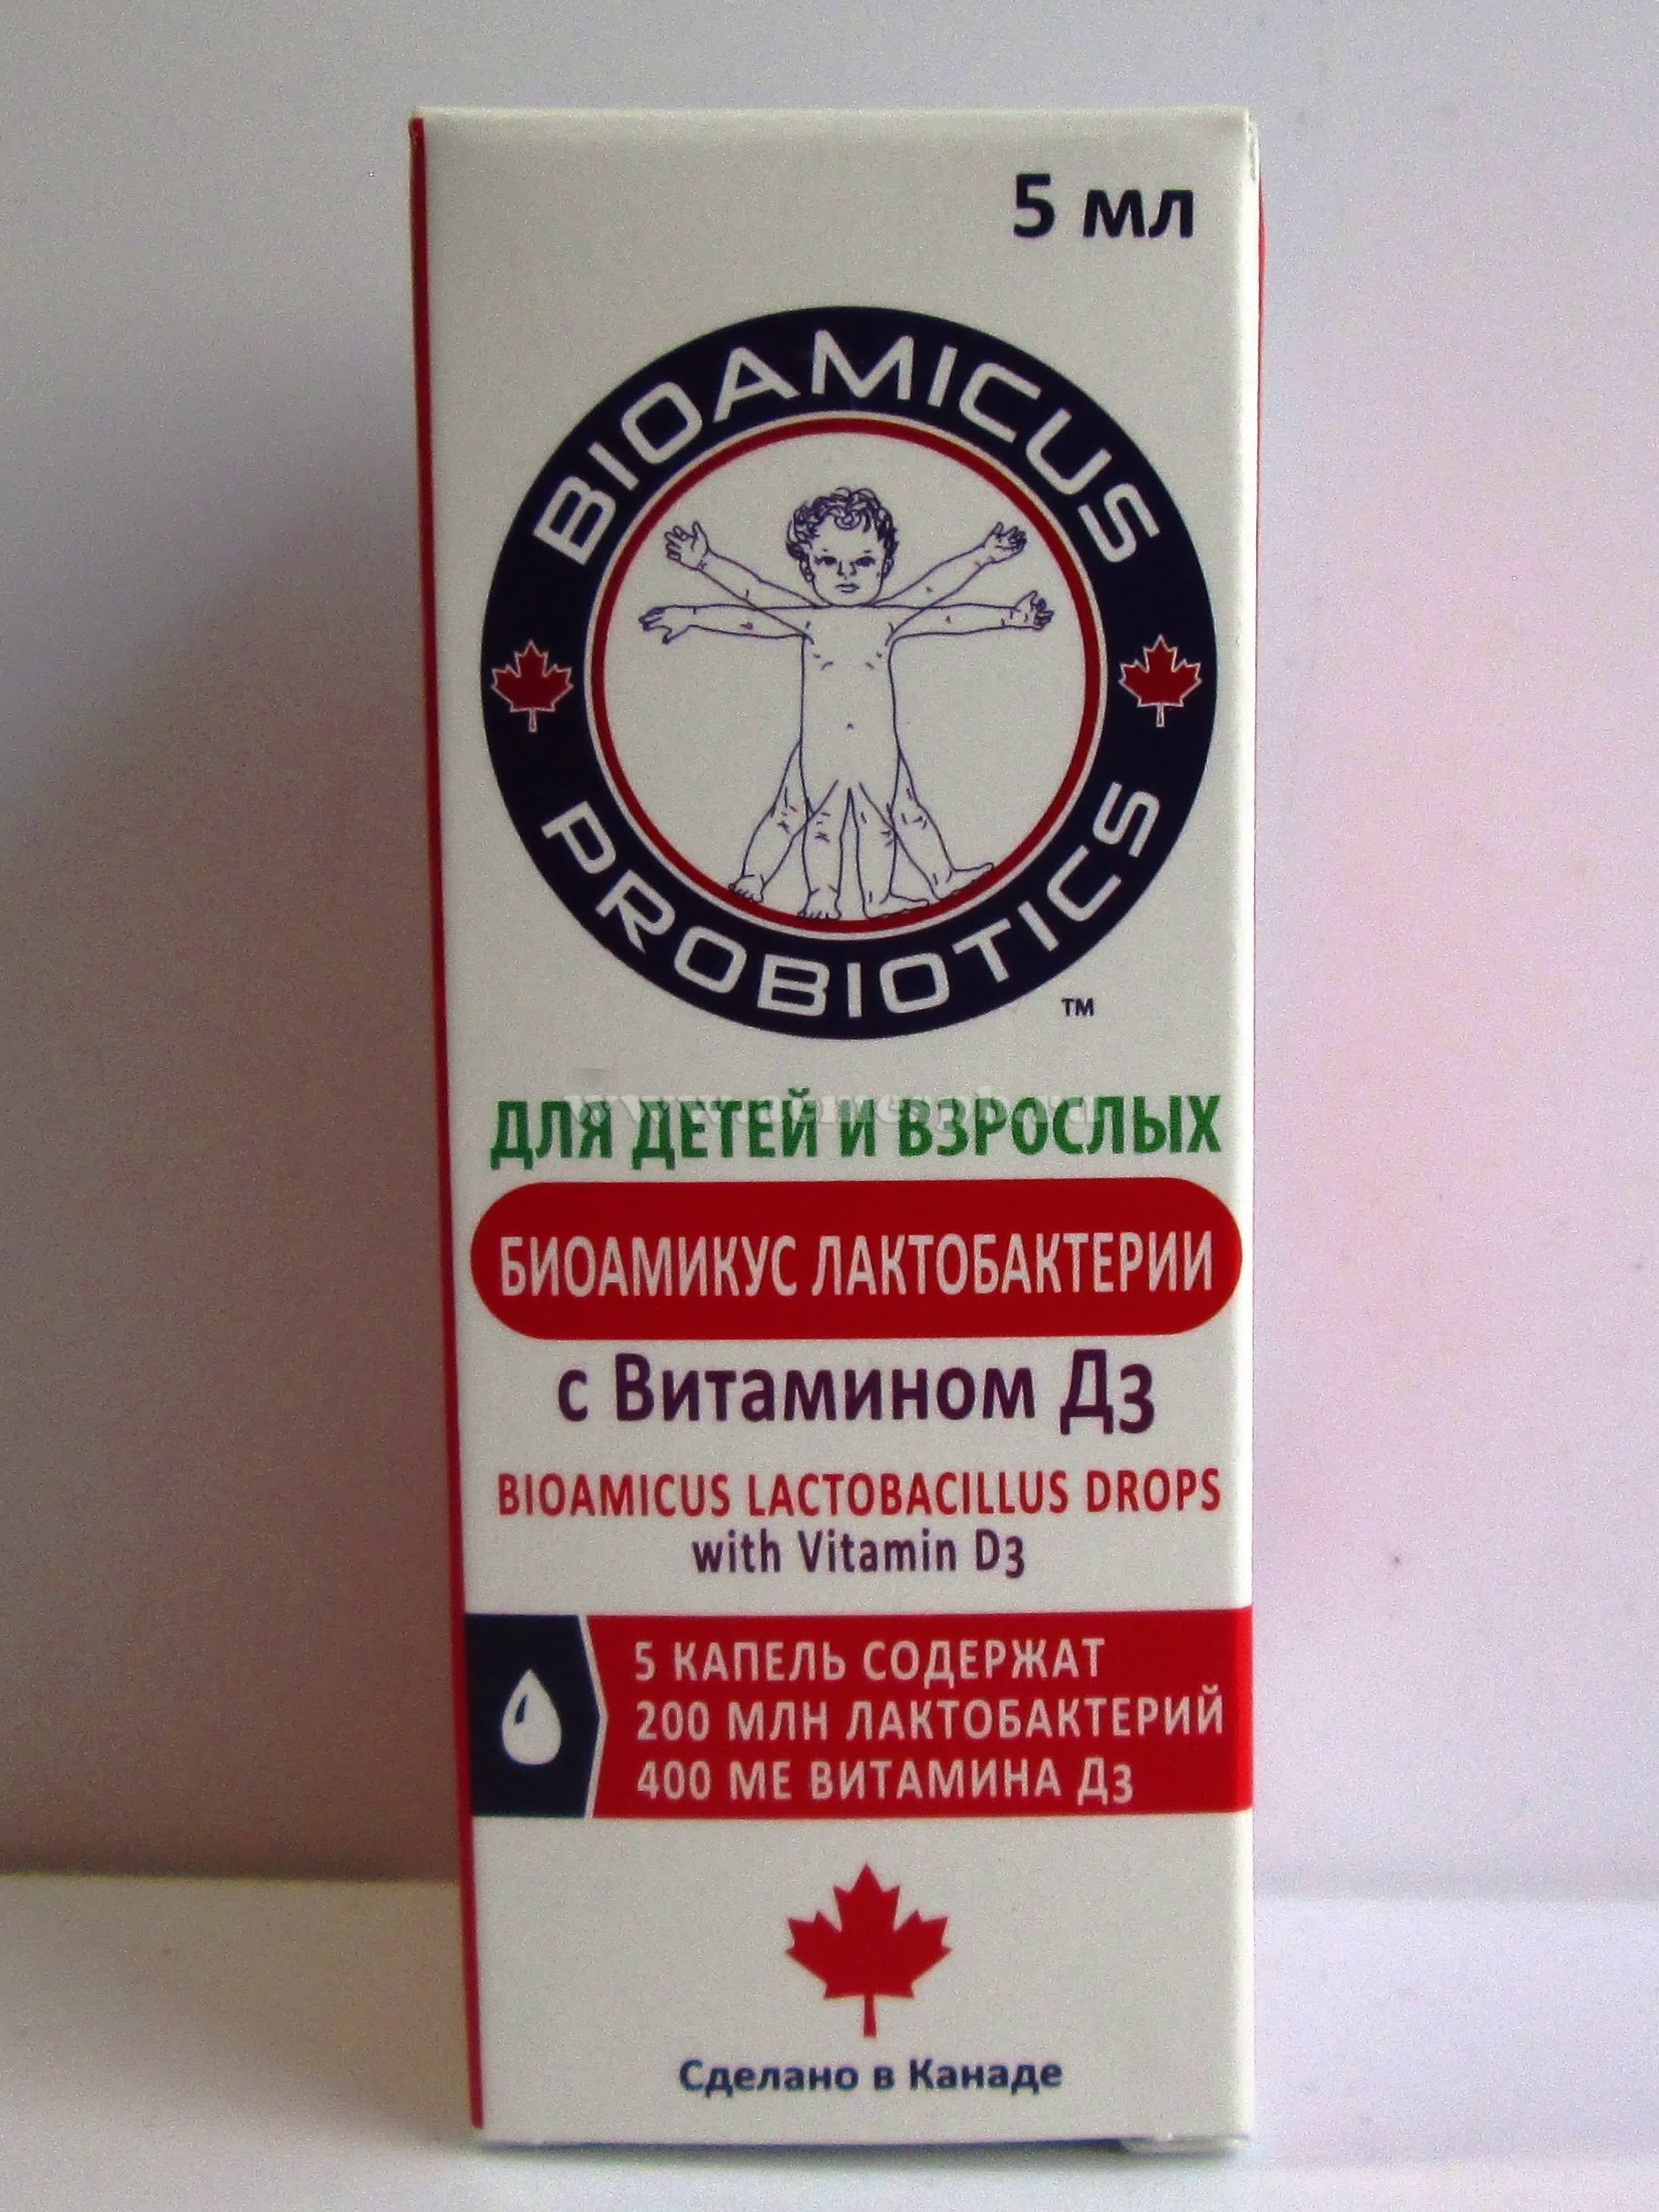 5 мл
BIOAMICUS
PROBIOTICS
TM
ДЛЯ ДЕТЕЙ И ВЗРОСЛЫХ
БИОАМИКУС ЛАКТОБАКТЕРИИ
с Витамином Д3
BIOAMICUS LACTOBACILLUS DROPS
with Vitamin D3
5 КАПЕЛЬ СОДЕРЖАТ
200 МЛН ЛАКТОБАКТЕРИЙ
400 МЕ ВИТАМИНА Д3
Сделано в Канаде